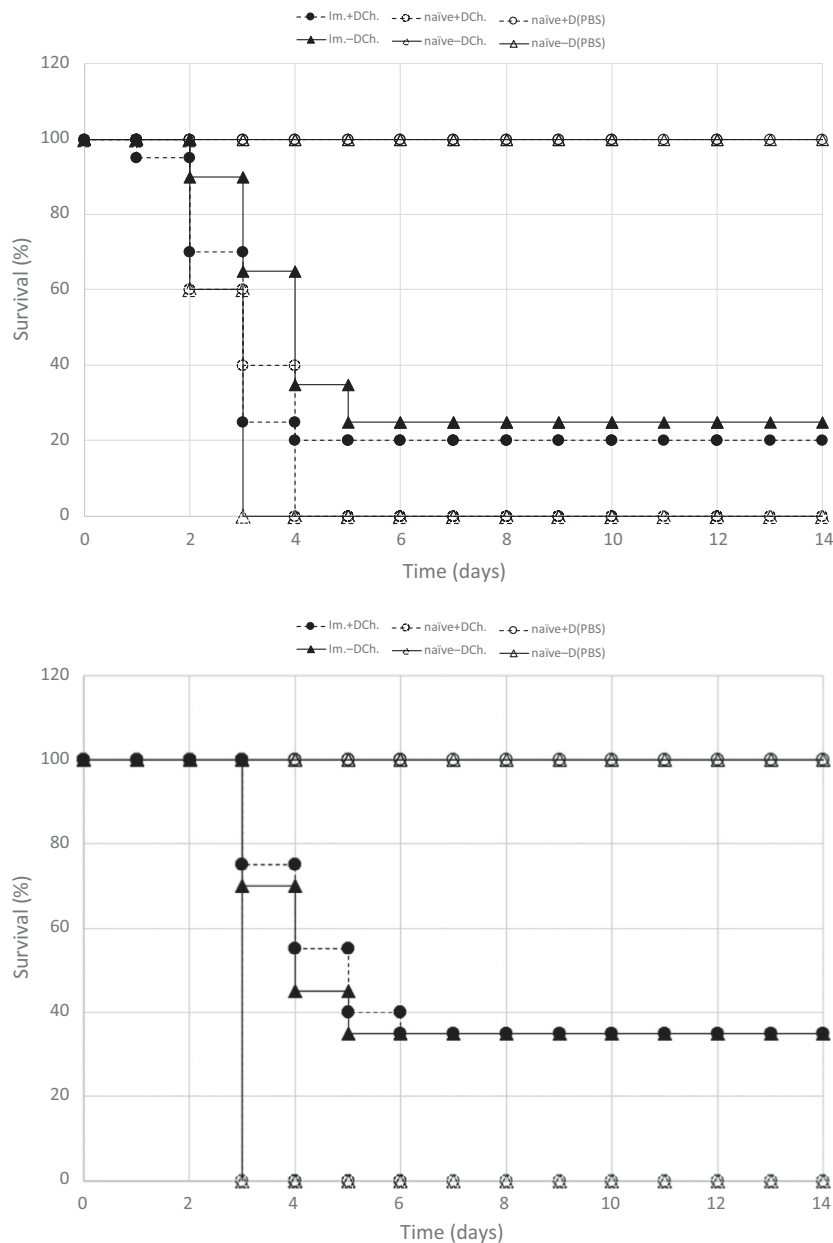 Im.+DCh. naïve+DCh. naïve+D(PBS)
Im.–DCh. naïve–DCh. naïve–D(PBS)
120
100
80
60
40
20
0
Survival (%)
0 2 4 6 8 10 12 14
Time (days)
Im.+DCh. naïve+DCh. naïve+D(PBS)
Im.–DCh. naïve–DCh. naïve–D(PBS)
120
100
80
60
40
20
0
Survival (%)
0 2 4 6 8 10 12 14
Time (days)